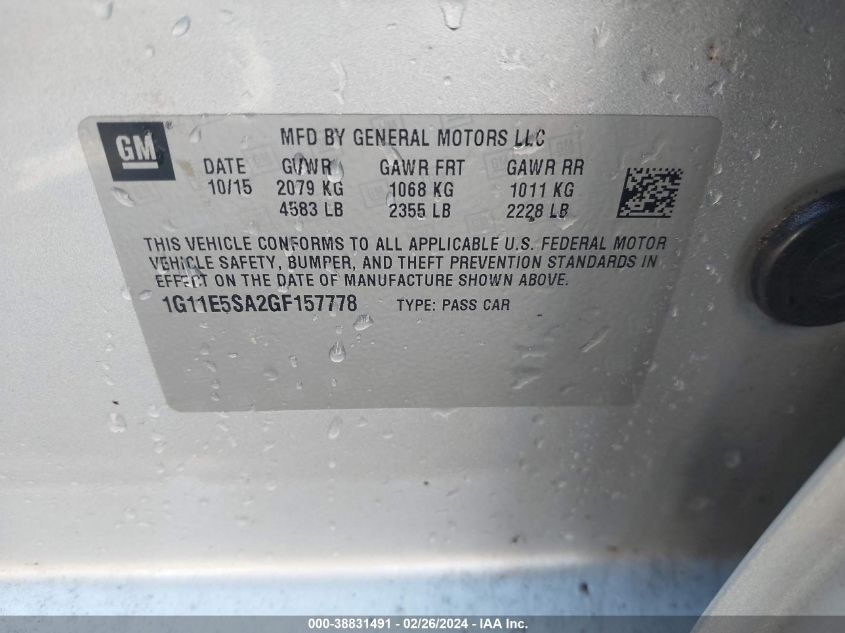 GM ®
MFD BY GENERAL MOTORS LLC
DATE GVWR GAWR FRT GAWR RR
10/15 2079 KG 1068 KG 1011 KG
4583 LB 2355 LB 2228 LB
THIS VEHICLE CONFORMS TO ALL APPLICABLE U.S. FEDERAL MOTOR
VEHICLE SAFETY, BUMPER, AND THEFT PREVENTION STANDARDS IN
EFFECT ON THE DATE OF MANUFACTURE SHOWN ABOVE.
1G11E5SA2GF157778 TYPE: PASS CAR
000-38831491 - 02/26/2024 - IAA Inc.